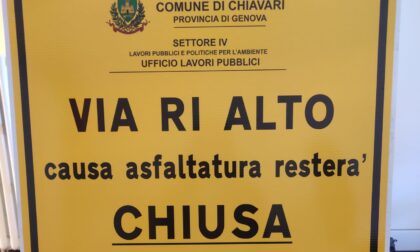 COMUNE DI CHIAVARI
PROVINCIA DI GENOVA
SETTORE IV
LAVORI PUBBLICI E POLITICHE PER L'AMBIENTE
UFFICIO LAVORI PUBBLICI
VIA RI ALTO
causa asfaltatura resterà'
CHIUSA